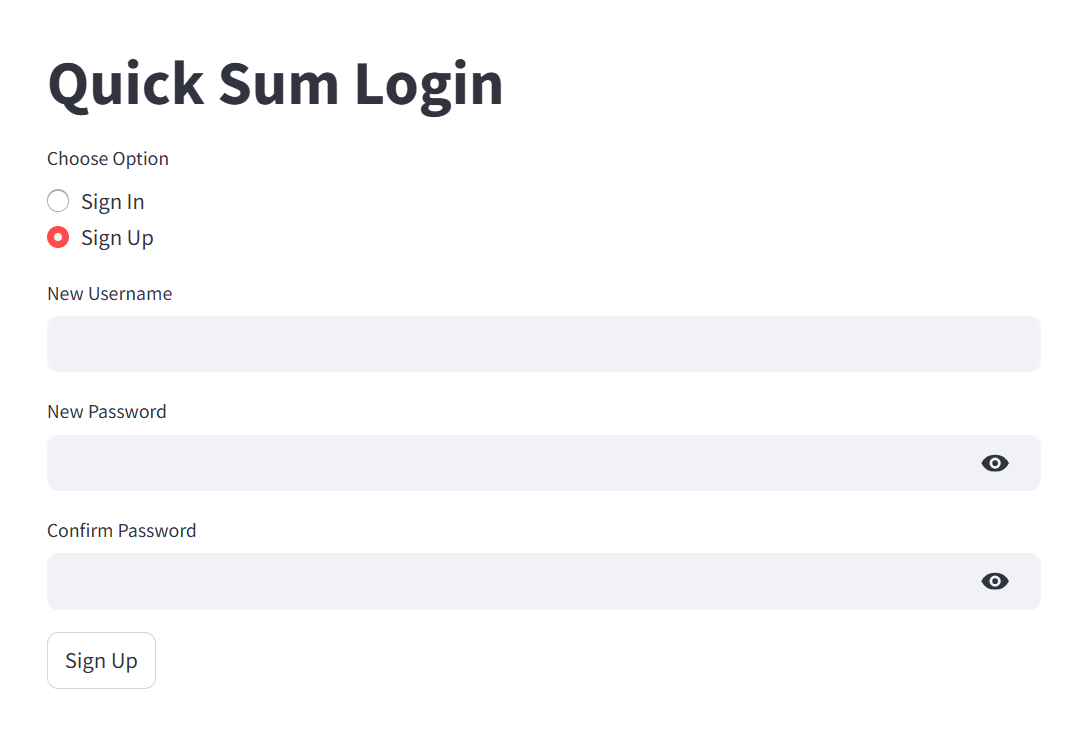 Quick Sum Login
Choose Option
Sign In
Sign Up
New Username
New Password
Confirm Password
Sign Up